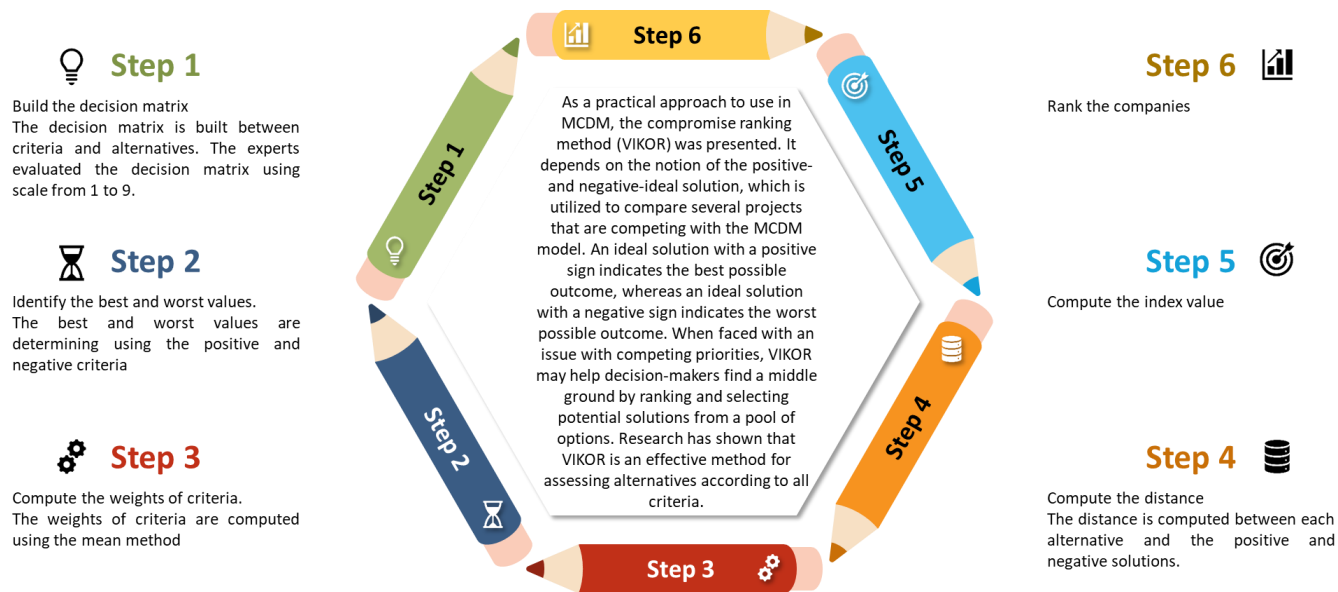 Step 1
Build the decision matrix
The decision matrix is built between
criteria and alternatives. The experts
evaluated the decision matrix using
scale from 1 to 9.
Step 2
Identify the best and worst values.
The best and worst values are
determining using the positive and
negative criteria
Step 3
Compute the weights of criteria.
The weights of criteria are computed
using the mean method
Step 6
Step 1
Step 5
As a practical approach to use in
MCDM, the compromise ranking
method (VIKOR) was presented. It
depends on the notion of the positive-
and negative-ideal solution, which is
utilized to compare several projects
that are competing with the MCDM
model. An ideal solution with a positive
sign indicates the best possible
outcome, whereas an ideal solution
with a negative sign indicates the worst
possible outcome. When faced with an
issue with competing priorities, VIKOR
may help decision-makers find a middle
ground by ranking and selecting
potential solutions from a pool of
options. Research has shown that
VIKOR is an effective method for
assessing alternatives according to all
criteria.
Step 2
Step 4
Step 3
Step 6
Rank the companies
Step 5
Compute the index value
Step 4
Compute the distance
The distance is computed between each
alternative and the positive and
negative solutions.